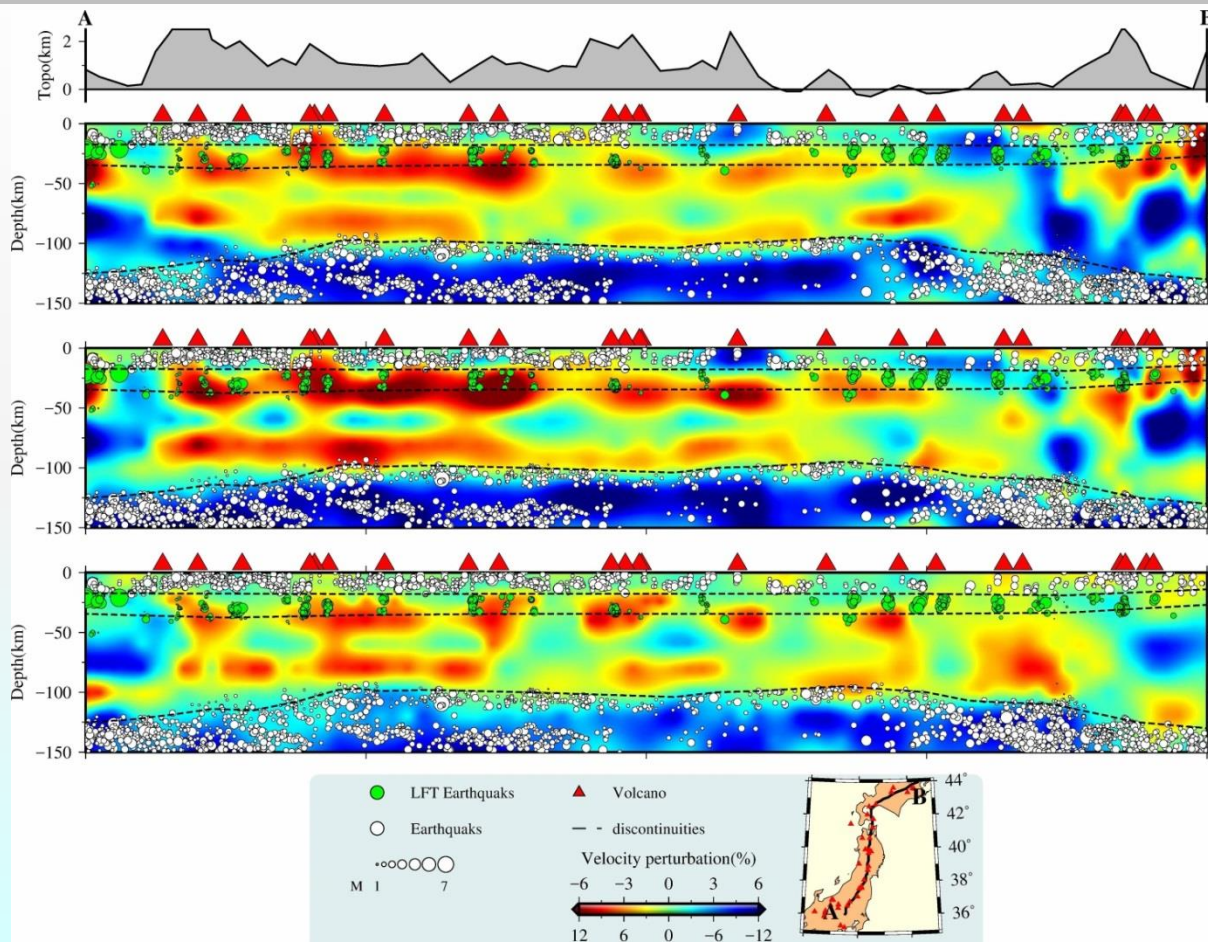 A B
Topo(km)
2
0
Depth(km)
0
−50
−100
−150
Depth(km)
0
−50
−100
−150
Depth(km)
0
−50
−100
−150
LFT Earthquaks
Volcano
Earthquaks
discontinuities
M 1 7
Velocity perturbation(%)
−6 −3 0 3 6
12 6 0 −6 −12
A
B
44°
42°
40°
38°
36°